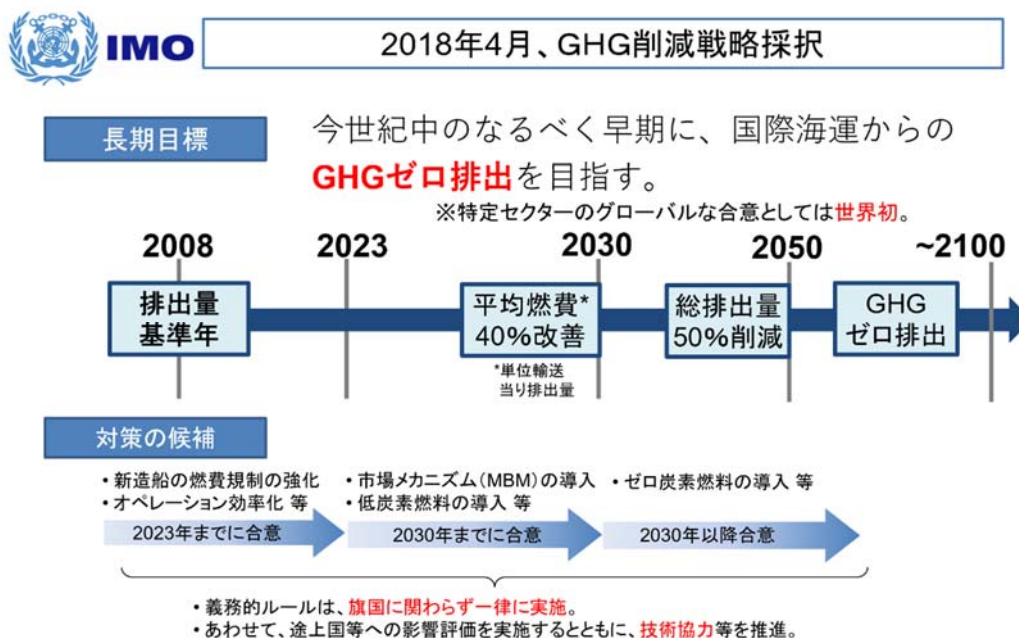 IMO
2018年4月、GHG削減戦略採択
長期目標
今世紀中のなるべく早期に、国際海運からの
GHGゼロ排出を目指す。
※特定セクターのグローバルな合意としては世界初。
2008
2023
2030
2050
~2100
排出量
基準年
平均燃費*
40%改善
*単位輸送
当り排出量
総排出量
50%削減
GHG
ゼロ排出
対策の候補
・新造船の燃費規制の強化
・オペレーション効率化 等
2023年までに合意
・市場メカニズム(MBM)の導入
・低炭素燃料の導入 等
2030年までに合意
・ゼロ炭素燃料の導入 等
2030年以降合意
・義務的ルールは、旗国に関わらず一律に実施。
・あわせて、途上国等への影響評価を実施するとともに、技術協力等を推進。